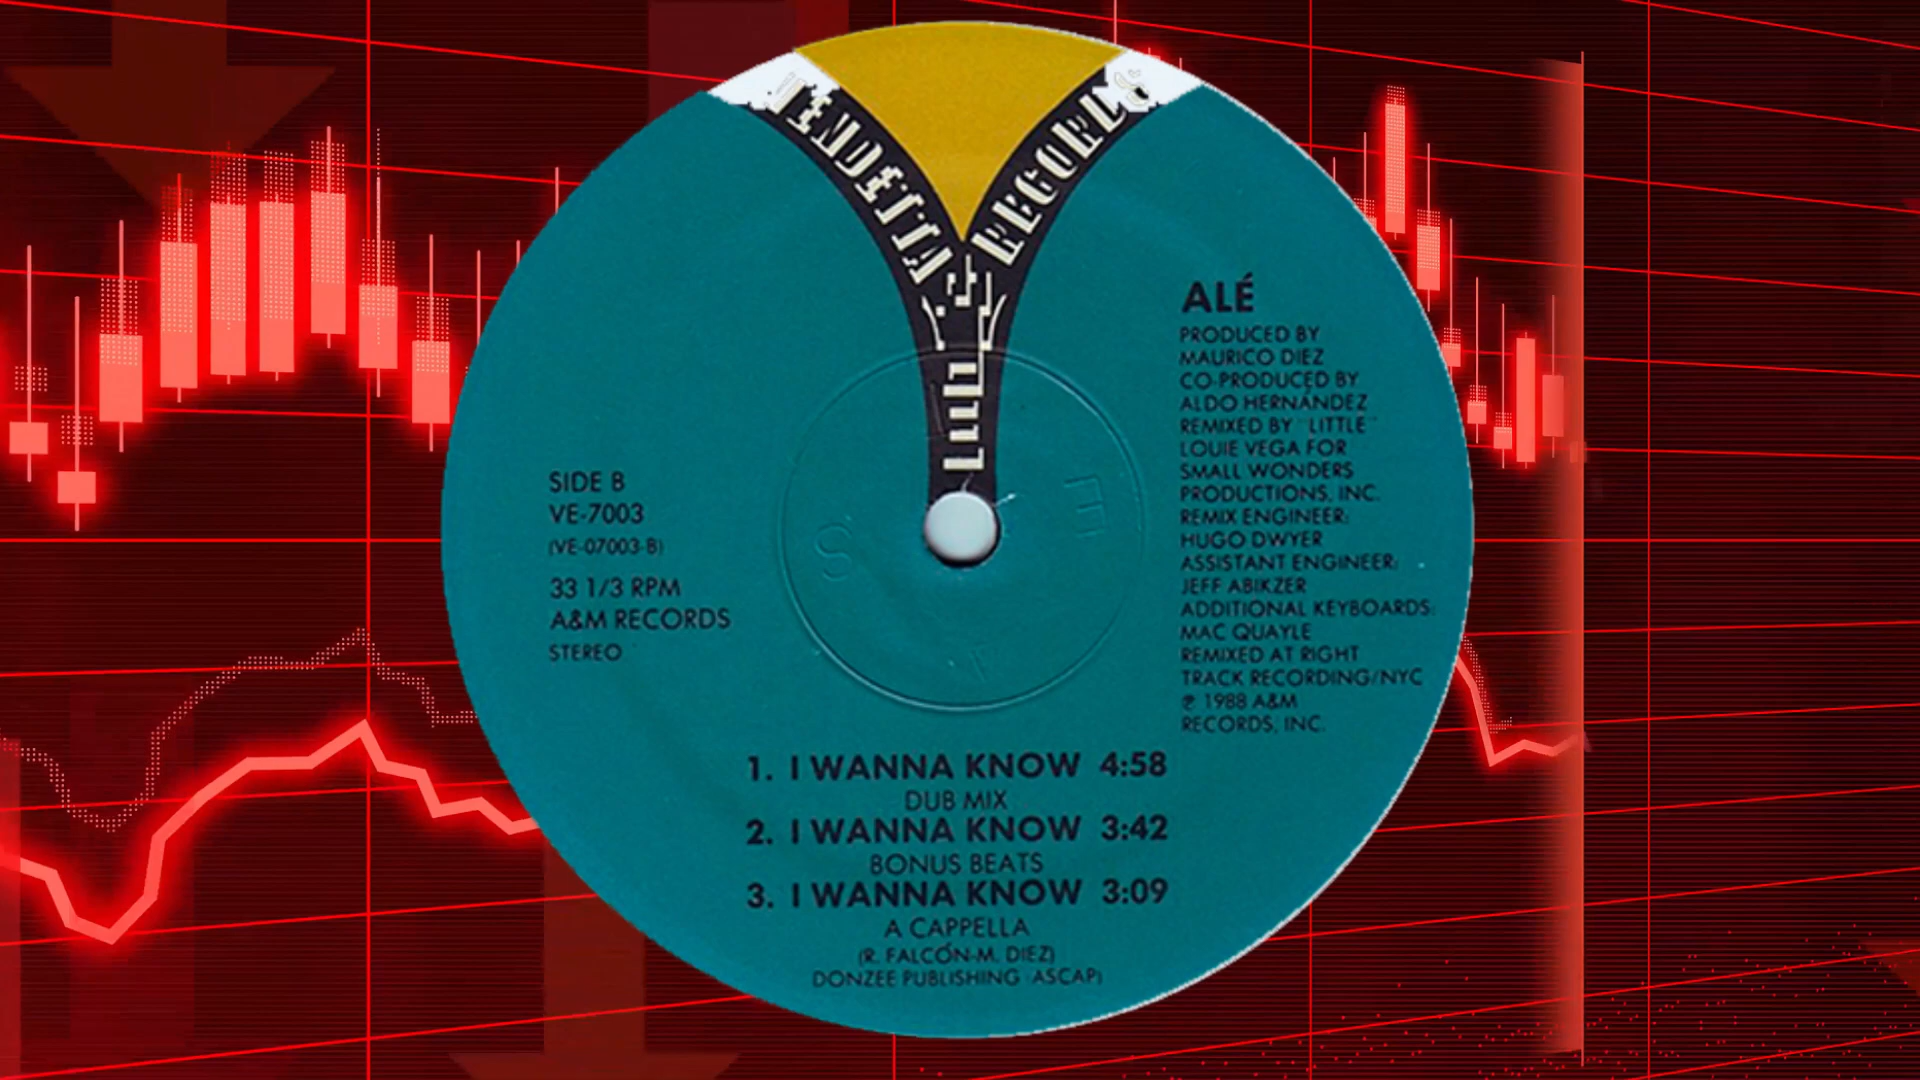 VENDETTA RECORDS
SIDE B
VE-7003
(VE-07003-B)
33 1/3 RPM
A&M RECORDS
STEREO
ALÉ
PRODUCED BY
MAURICO DIEZ
CO-PRODUCED BY
ALDO HERNÁNDEZ
REMIXED BY "LITTLE"
LOUIE VEGA FOR
SMALL WONDERS
PRODUCTIONS, INC.
REMIX ENGINEER:
HUGO DWYER
ASSISTANT ENGINEER:
JEFF ABIKZER
ADDITIONAL KEYBOARDS:
MAC QUAYLE
REMIXED AT RIGHT
TRACK RECORDING/NYC
℗ 1988 A&M
RECORDS, INC.
1. I WANNA KNOW 4:58
DUB MIX
2. I WANNA KNOW 3:42
BONUS BEATS
3. I WANNA KNOW 3:09
A CAPPELLA
(R. FALCÓN-M. DIEZ)
DONZEE PUBLISHING (ASCAP)